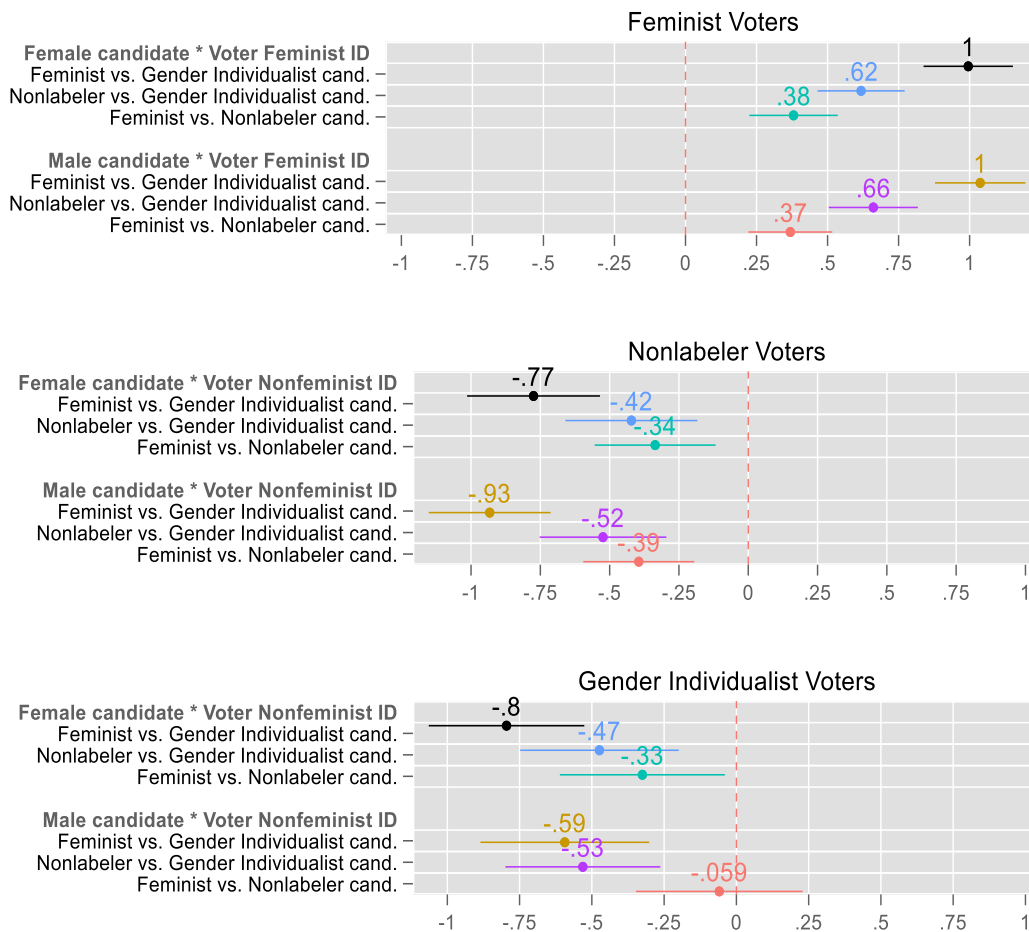 Feminist Voters
Female candidate * Voter Feminist ID
Feminist vs. Gender Individualist cand.
Nonlabeler vs. Gender Individualist cand.
Feminist vs. Nonlabeler cand.
1
.62
.38
Male candidate * Voter Feminist ID
Feminist vs. Gender Individualist cand.
Nonlabeler vs. Gender Individualist cand.
Feminist vs. Nonlabeler cand.
1
.66
.37
-1 -.75 -.5 -.25 0 .25 .5 .75 1
Nonlabeler Voters
Female candidate * Voter Nonfeminist ID
Feminist vs. Gender Individualist cand.
Nonlabeler vs. Gender Individualist cand.
Feminist vs. Nonlabeler cand.
-.77
-.42
-.34
Male candidate * Voter Nonfeminist ID
Feminist vs. Gender Individualist cand.
Nonlabeler vs. Gender Individualist cand.
Feminist vs. Nonlabeler cand.
-.93
-.52
-.39
-1 -.75 -.5 -.25 0 .25 .5 .75 1
Gender Individualist Voters
Female candidate * Voter Nonfeminist ID
Feminist vs. Gender Individualist cand.
Nonlabeler vs. Gender Individualist cand.
Feminist vs. Nonlabeler cand.
-.8
-.47
-.33
Male candidate * Voter Nonfeminist ID
Feminist vs. Gender Individualist cand.
Nonlabeler vs. Gender Individualist cand.
Feminist vs. Nonlabeler cand.
-.59
-.53
-.059
-1 -.75 -.5 -.25 0 .25 .5 .75 1